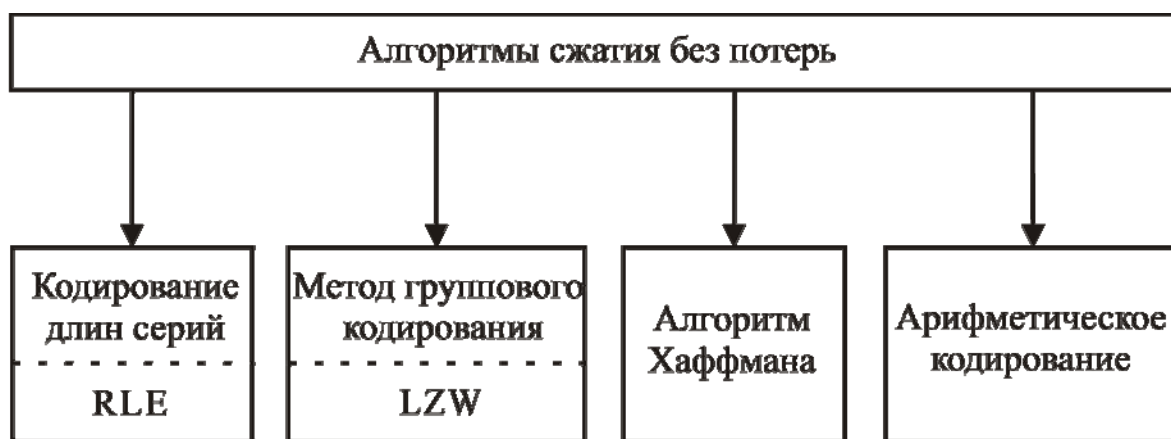 Алгоритмы сжатия без потерь
Кодирование
длин серий
RLE
Метод группового
кодирования
LZW
Алгоритм
Хаффмана
Арифметическое
кодирование